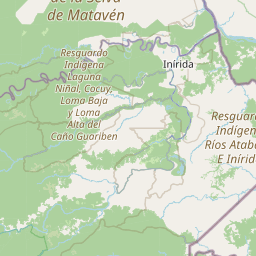 de la selva
de Matavén
Resguardo
Indígena
Laguna
Niñal, Cocuy,
Loma Baja
y Loma
Alta del
Caño Guariben
Inírida
Resgua
Indígen
Ríos Ataba
E Inírid